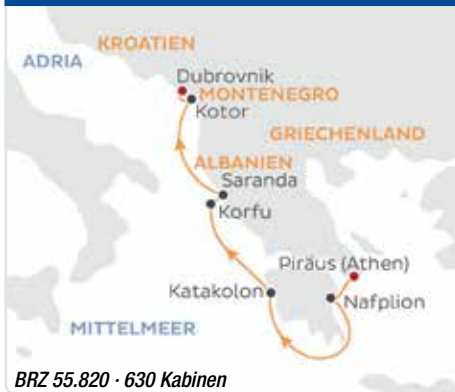 KROATIEN
ADRIA
Dubrovnik
MONTENEGRO
Kotor
GRIECHENLAND
ALBANIEN
Saranda
Korfu
Piräus (Athen)
Katakolon
Nafplion
MITTELMEER
BRZ 55.820 · 630 Kabinen